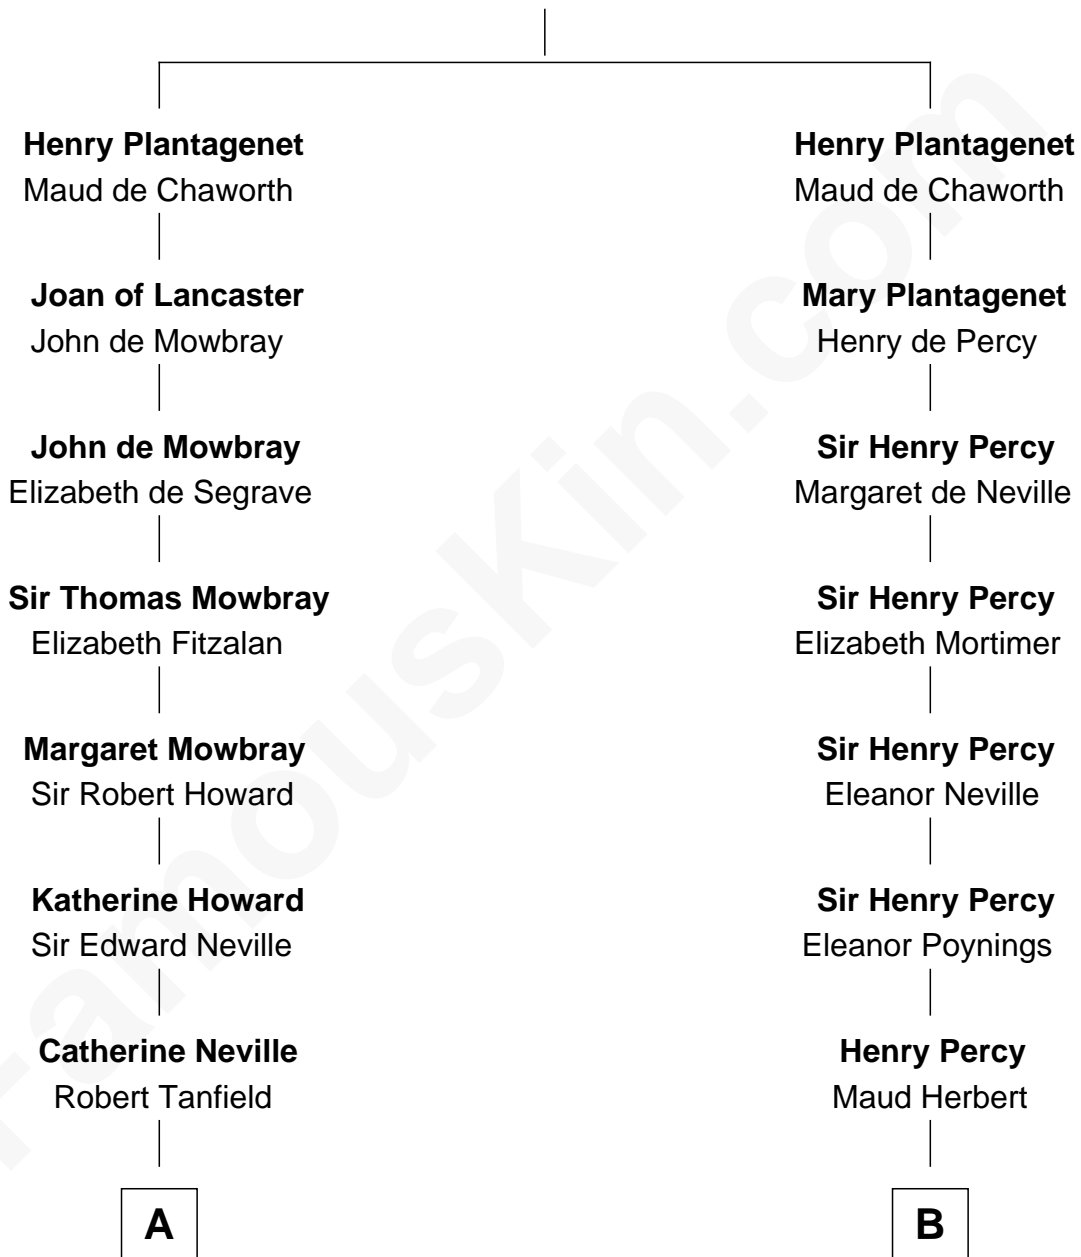 Henry Plantagenet
Maud de Chaworth
Joan of Lancaster
John de Mowbray
John de Mowbray
Elizabeth de Segrave
Sir Thomas Mowbray
Elizabeth Fitzalan
Margaret Mowbray
Sir Robert Howard
Katherine Howard
Sir Edward Neville
Catherine Neville
Robert Tanfield
A
Henry Plantagenet
Maud de Chaworth
Mary Plantagenet
Henry de Percy
Sir Henry Percy
Margaret de Neville
Sir Henry Percy
Elizabeth Mortimer
Sir Henry Percy
Eleanor Neville
Sir Henry Percy
Eleanor Poynings
Henry Percy
Maud Herbert
B
FamousKin.com